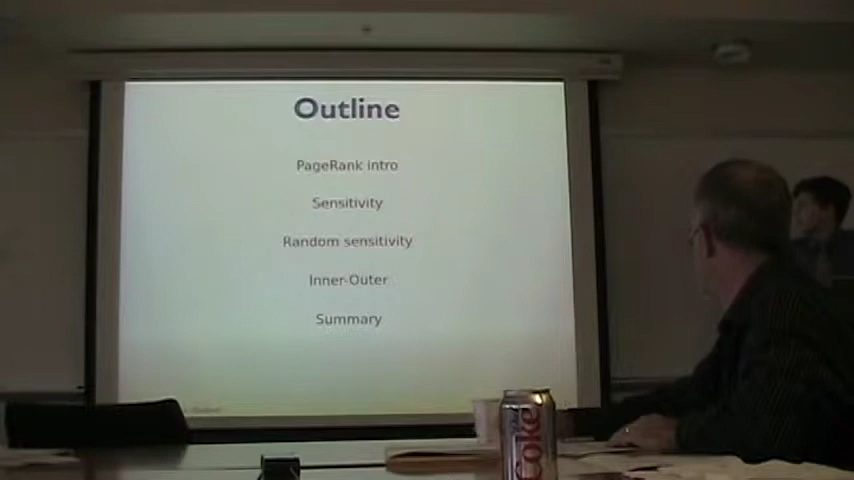 Outline
PageRank intro
Sensitivity
Random sensitivity
Inner-Outer
Summary
Coke